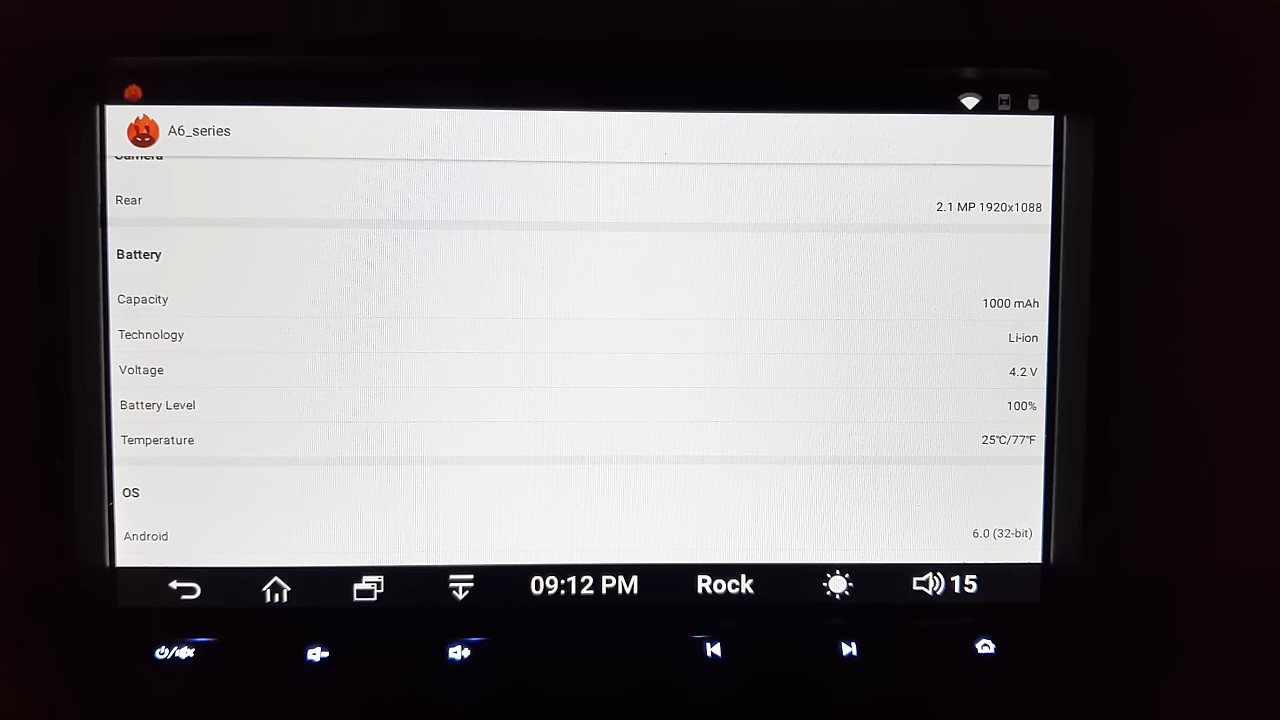 A6_series
Camera
Rear 2.1 MP 1920x1088
Battery
Capacity 1000 mAh
Technology Li-ion
Voltage 4.2 V
Battery Level 100%
Temperature 25℃/77℉
OS
Android 6.0 (32-bit)
09:12 PM Rock 15